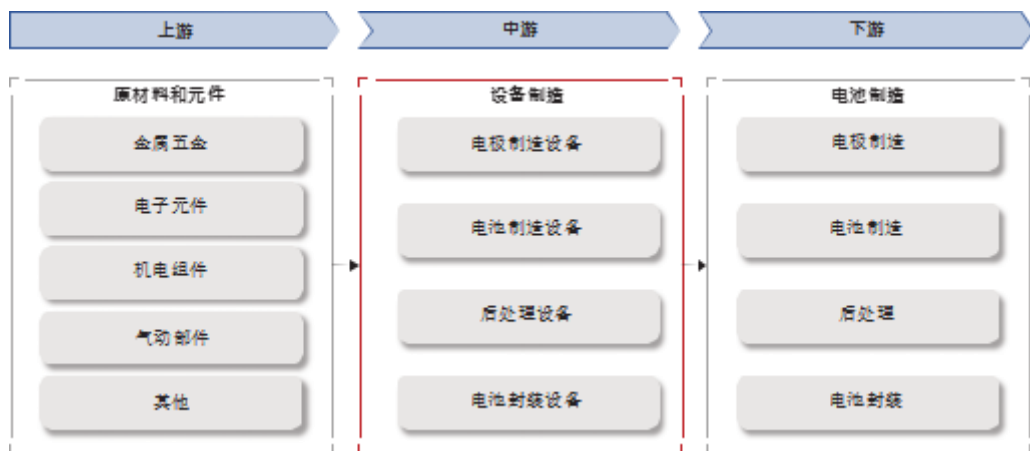 上游
中游
下游
原材料和元件
金属五金
电子元件
机电组件
气动部件
其他
设备制造
电极制造设备
电池制造设备
后处理设备
电池封装设备
电池制造
电极制造
电池制造
后处理
电池封装